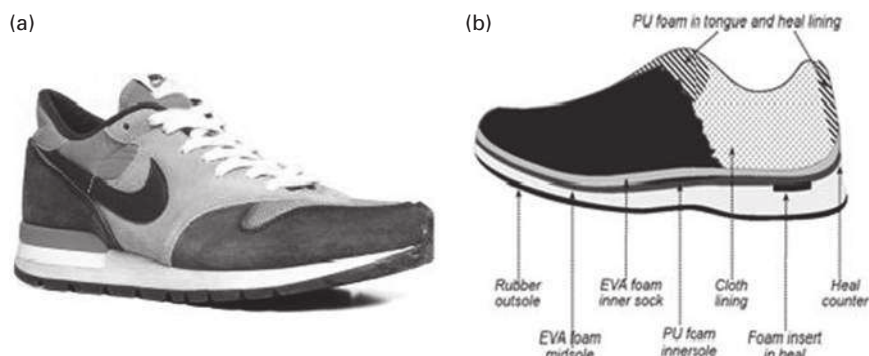 (a)
(b)
PU foam in tongue and heal lining
Rubber
outsole
EVA foam
inner sock
Cloth
lining
Heal
counter
EVA foam
midsole
PU foam
innersole
Foam insert
in heal